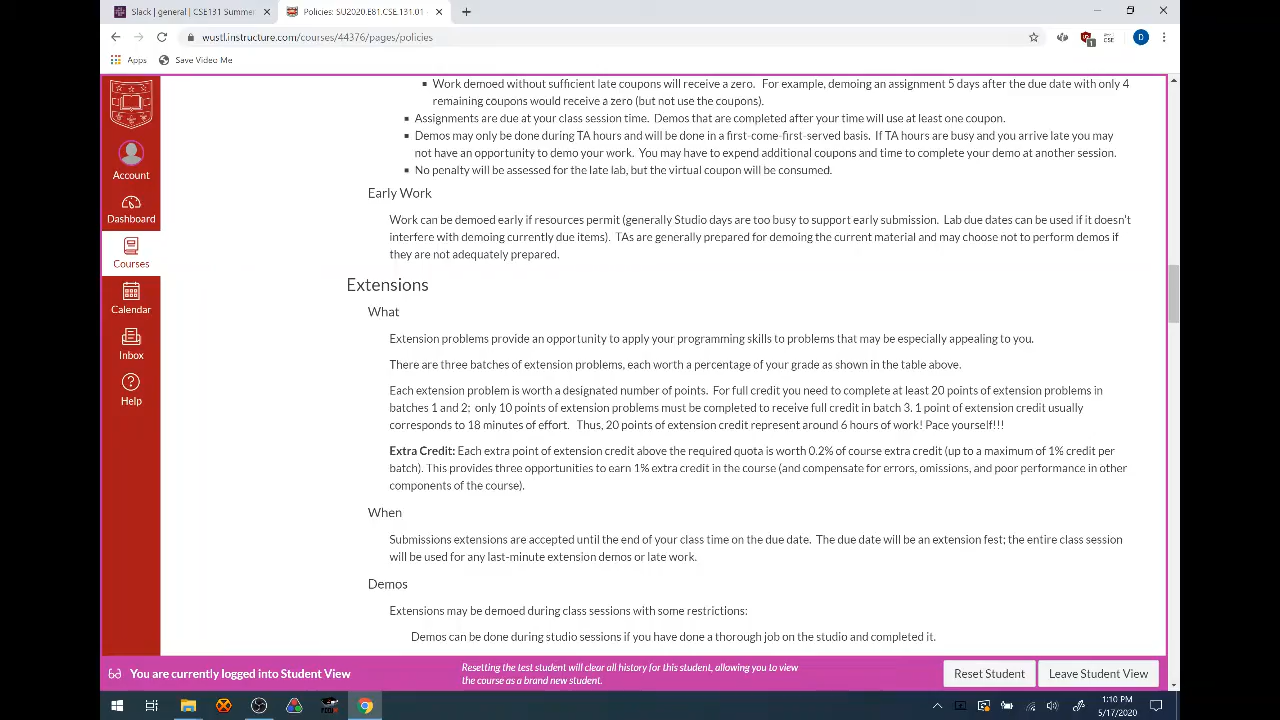 Slack | general | CSE131 Summer
Policies: SU2020.E81.CSE.131.01 -
wustl.instructure.com/courses/44376/pages/policies
Apps
Save Video Me
Work demoed without sufficient late coupons will receive a zero. For example, demoing an assignment 5 days after the due date with only 4
remaining coupons would receive a zero (but not use the coupons).
Assignments are due at your class session time. Demos that are completed after your time will use at least one coupon.
Demos may only be done during TA hours and will be done in a first-come-first-served basis. If TA hours are busy and you arrive late you may
not have an opportunity to demo your work. You may have to expend additional coupons and time to complete your demo at another session.
No penalty will be assessed for the late lab, but the virtual coupon will be consumed.
Early Work
Work can be demoed early if resources permit (generally Studio days are too busy to support early submission. Lab due dates can be used if it doesn't
interfere with demoing currently due items). TAs are generally prepared for demoing the current material and may choose not to perform demos if
they are not adequately prepared.
Extensions
What
Extension problems provide an opportunity to apply your programming skills to problems that may be especially appealing to you.
There are three batches of extension problems, each worth a percentage of your grade as shown in the table above.
Each extension problem is worth a designated number of points. For full credit you need to complete at least 20 points of extension problems in
batches 1 and 2: only 10 points of extension problems must be completed to receive full credit in batch 3. 1 point of extension credit usually
corresponds to 18 minutes of effort. Thus, 20 points of extension credit represent around 6 hours of work! Pace yourself!!!
Extra Credit: Each extra point of extension credit above the required quota is worth 0.2% of course extra credit (up to a maximum of 1% credit per
batch). This provides three opportunities to earn 1% extra credit in the course (and compensate for errors, omissions, and poor performance in other
components of the course).
When
Submissions extensions are accepted until the end of your class time on the due date. The due date will be an extension fest; the entire class session
will be used for any last-minute extension demos or late work.
Demos
Extensions may be demoed during class sessions with some restrictions:
Demos can be done during studio sessions if you have done a thorough job on the studio and completed it.
Account
Dashboard
Courses
Calendar
Inbox
Help
You are currently logged into Student View
Resetting the test student will clear all history for this student, allowing you to view
the course as a brand new student.
Reset Student
Leave Student View
1:10 PM
5/17/2020